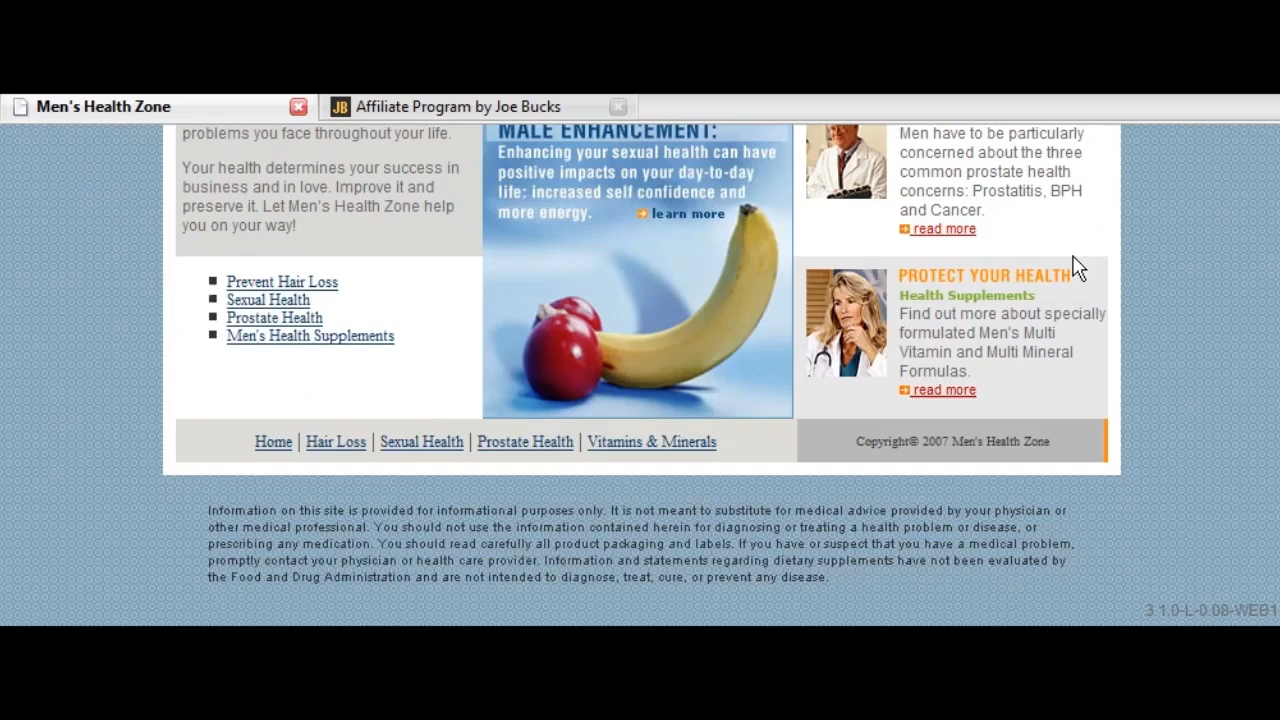 Men's Health Zone
JB Affiliate Program by Joe Bucks
problems you face throughout your life.
Your health determines your success in
business and in love. Improve it and
preserve it. Let Men's Health Zone help
you on your way!
Prevent Hair Loss
Sexual Health
Prostate Health
Men's Health Supplements
MALE ENHANCEMENT:
Enhancing your sexual health can have
positive impacts on your day-to-day
life: increased self confidence and
more energy. learn more
Men have to be particularly
concerned about the three
common prostate health
concerns: Prostatitis, BPH
and Cancer.
read more
PROTECT YOUR HEALTH
Health Supplements
Find out more about specially
formulated Men's Multi
Vitamin and Multi Mineral
Formulas.
read more
Home | Hair Loss | Sexual Health | Prostate Health | Vitamins & Minerals
Copyright© 2007 Men's Health Zone
Information on this site is provided for informational purposes only. It is not meant to substitute for medical advice provided by your physician or
other medical professional. You should not use the information contained herein for diagnosing or treating a health problem or disease, or
prescribing any medication. You should read carefully all product packaging and labels. If you have or suspect that you have a medical problem,
promptly contact your physician or health care provider. Information and statements regarding dietary supplements have not been evaluated by
the Food and Drug Administration and are not intended to diagnose, treat, cure, or prevent any disease.
3.1.0-L-0.08-WEB1